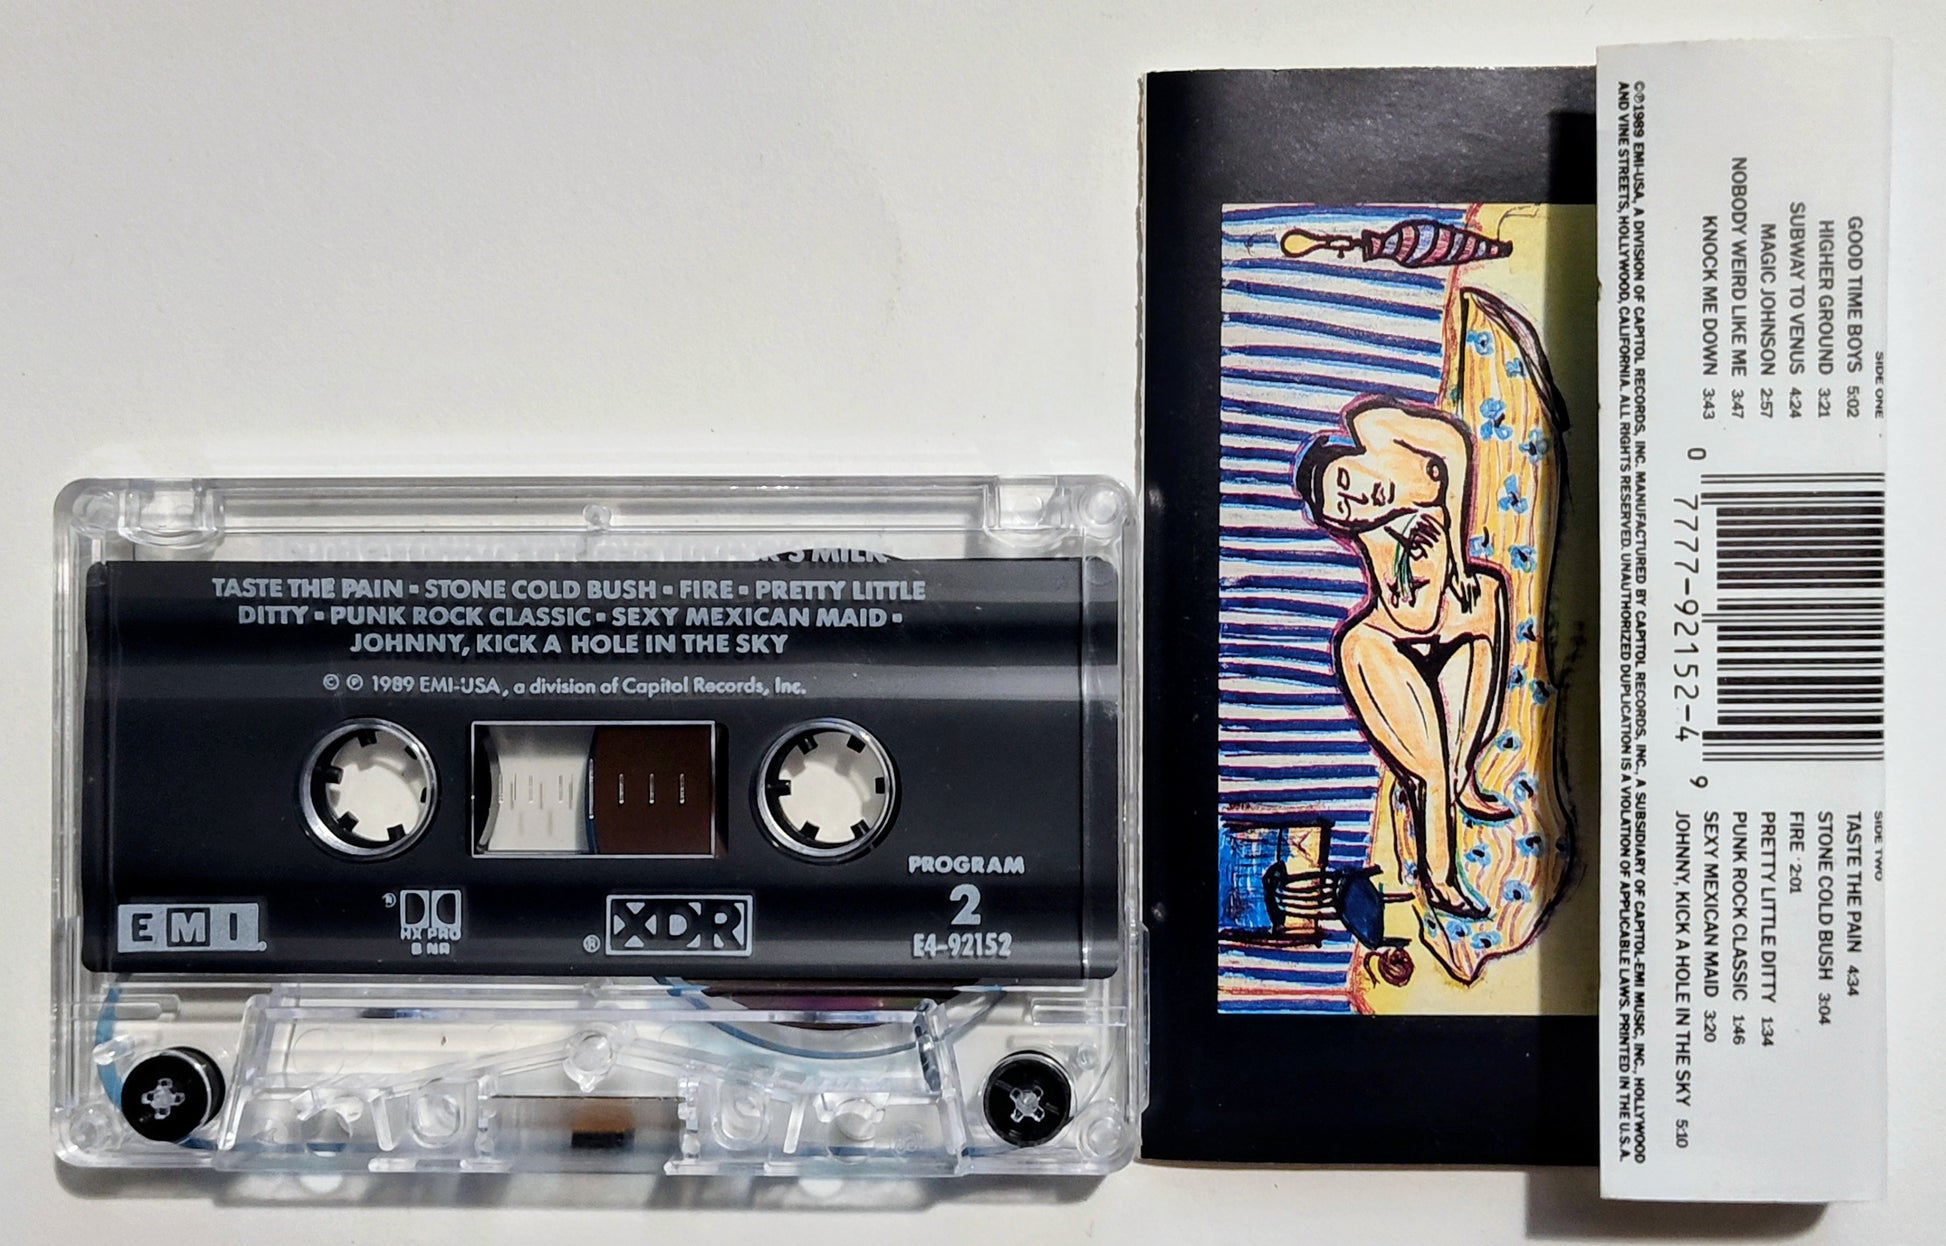 'S MILK
TASTE THE PAIN ▪ STONE COLD BUSH ▪ FIRE ▪ PRETTY LITTLE
DITTY ▪ PUNK ROCK CLASSIC ▪ SEXY MEXICAN MAID ▪
JOHNNY, KICK A HOLE IN THE SKY
© ℗ 1989 EMI-USA, a division of Capitol Records, Inc.
PROGRAM
2
E4-92152
EMI
HX PRO
B NR
® XDR
SIDE ONE
GOOD TIME BOYS 5:02
HIGHER GROUND 3:21
SUBWAY TO VENUS 4:24
MAGIC JOHNSON 2:57
NOBODY WEIRD LIKE ME 3:47
KNOCK ME DOWN 3:43
0 7777-92152-4 9
SIDE TWO
TASTE THE PAIN 4:34
STONE COLD BUSH 3:04
FIRE 2:01
PRETTY LITTLE DITTY 1:34
PUNK ROCK CLASSIC 1:46
SEXY MEXICAN MAID 3:20
JOHNNY, KICK A HOLE IN THE SKY 5:10
©℗1989 EMI-USA, A DIVISION OF CAPITOL RECORDS, INC. MANUFACTURED BY CAPITOL RECORDS, INC., A SUBSIDIARY OF CAPITOL-EMI MUSIC, INC., HOLLYWOOD
AND VINE STREETS, HOLLYWOOD, CALIFORNIA. ALL RIGHTS RESERVED. UNAUTHORIZED DUPLICATION IS A VIOLATION OF APPLICABLE LAWS. PRINTED IN THE U.S.A.